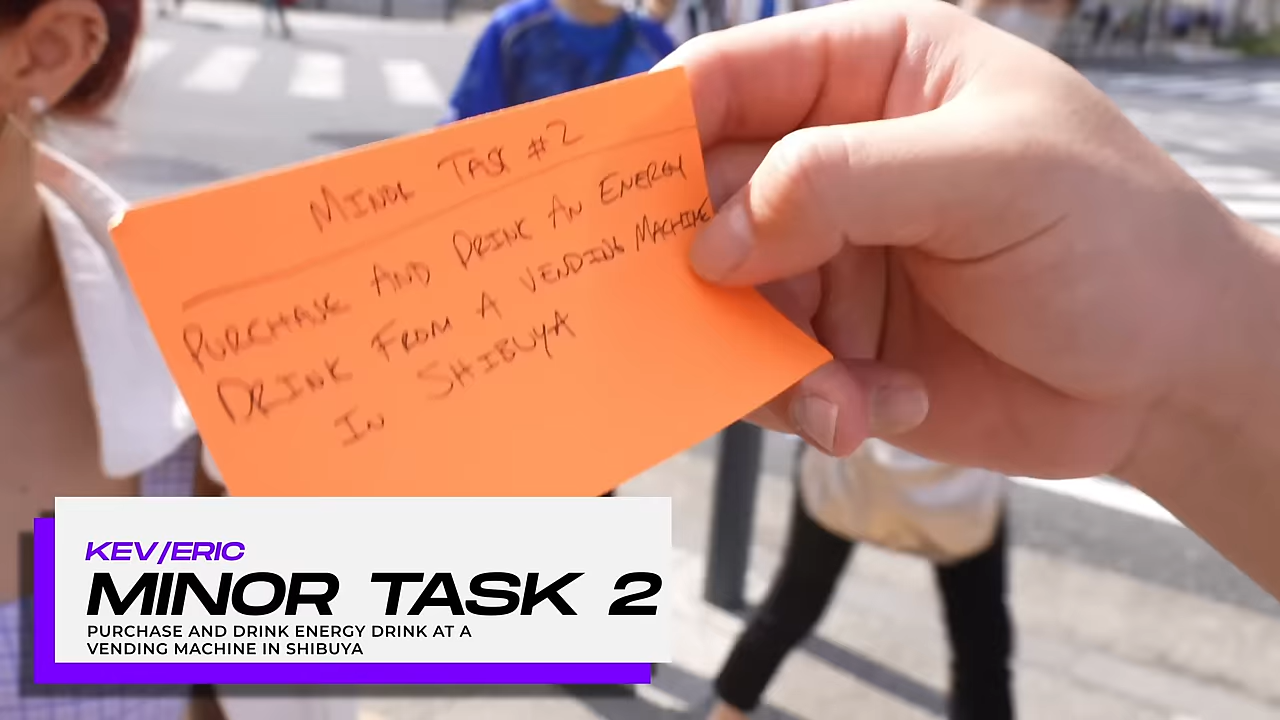 MINOR TASK #2
PURCHASE AND DRINK AN ENERGY
DRINK FROM A VENDING MACHINE
IN SHIBUYA
KEV/ERIC
MINOR TASK 2
PURCHASE AND DRINK ENERGY DRINK AT A
VENDING MACHINE IN SHIBUYA